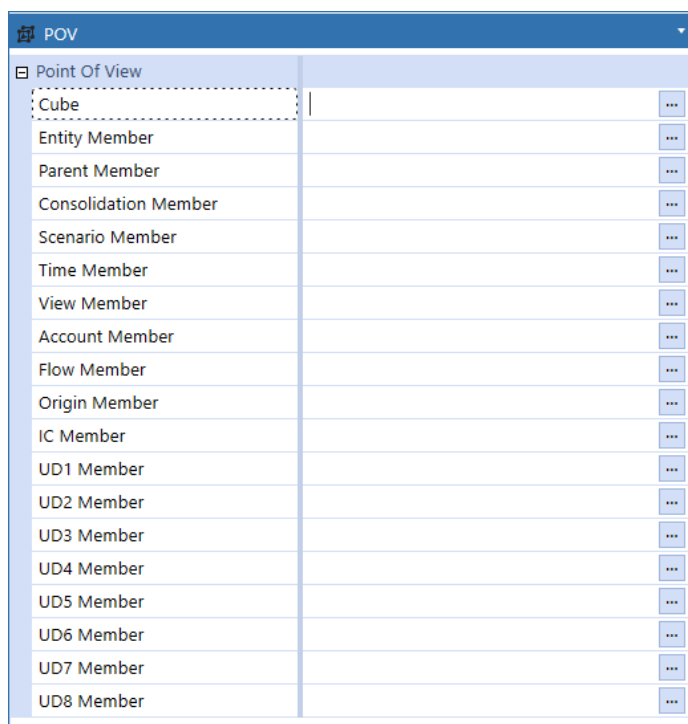 POV
Point Of View
Cube
Entity Member
Parent Member
Consolidation Member
Scenario Member
Time Member
View Member
Account Member
Flow Member
Origin Member
IC Member
UD1 Member
UD2 Member
UD3 Member
UD4 Member
UD5 Member
UD6 Member
UD7 Member
UD8 Member